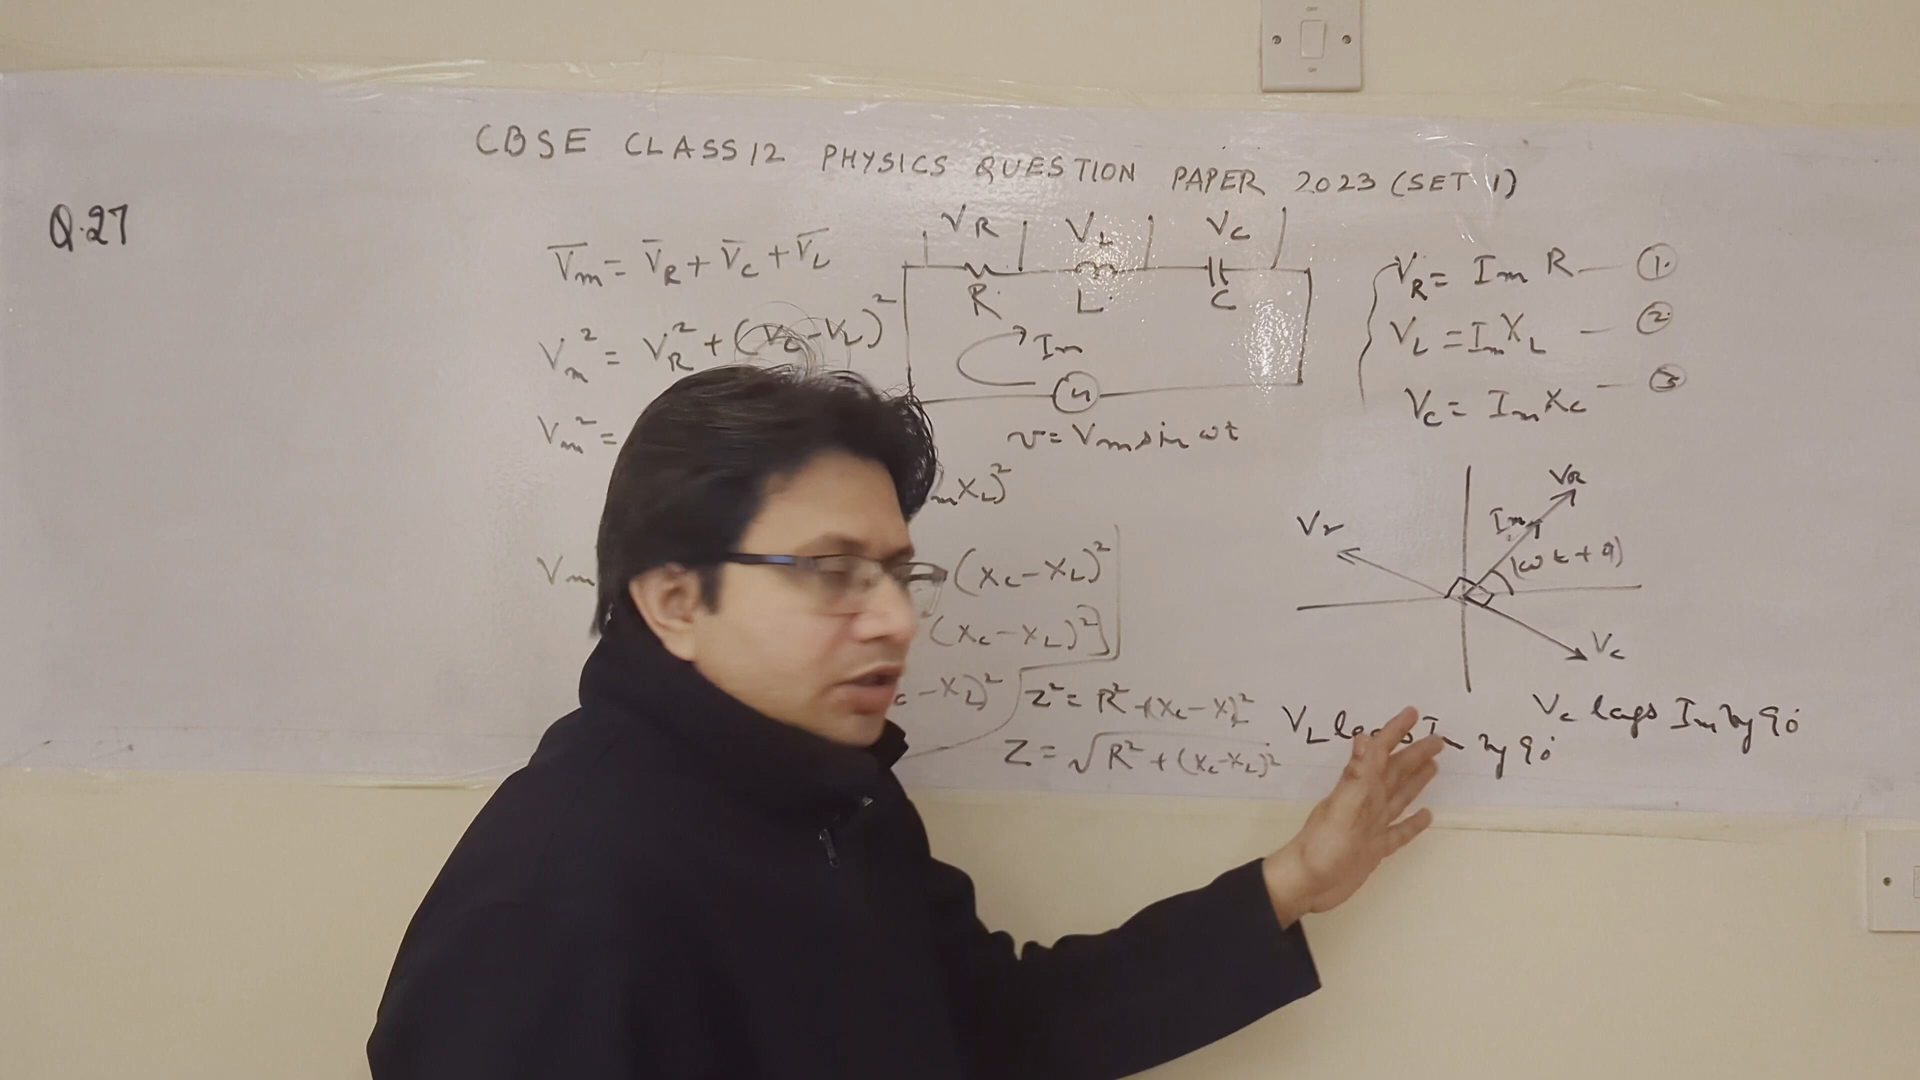 CBSE CLASS 12 PHYSICS QUESTION PAPER 2023 (SET 1)
Q.27
V̅m = V̅R + V̅C + V̅L
Vm² = VR² + (VC - VL)²
Vm² =
mXL)²
Vm
(XC - XL)²
(XC - XL)²]
C - XL)²
Z² = R² + (XC - XL)²
Z = √R² + (XC - XL)²
VR VL VC
R L C
Im
v = Vm sin ωt
VR = Im R — ①
VL = Im XL — ②
VC = Im XC — ③
VR
Im
(ωt + φ)
VC
VL
Im by 90°
VC lags Im by 90°